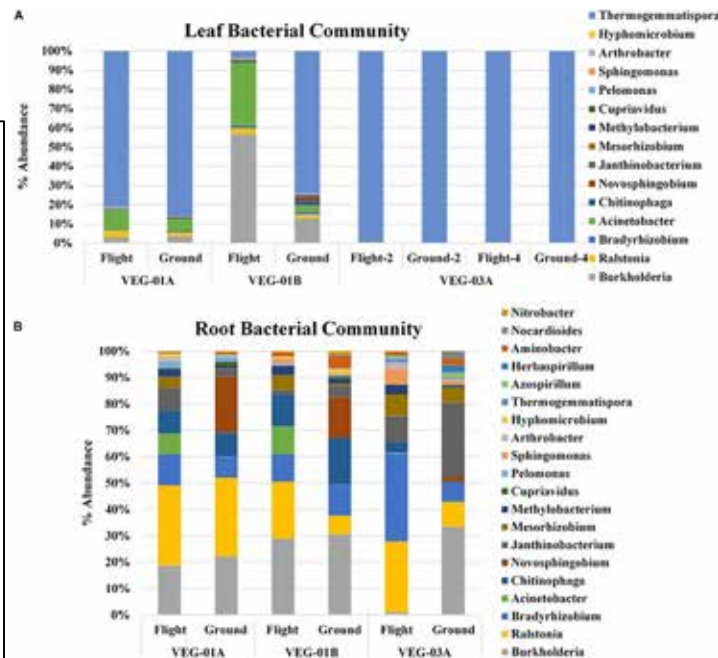 A
Leaf Bacterial Community
% Abundance
100%
90%
80%
70%
60%
50%
40%
30%
20%
10%
0%
Flight Ground Flight Ground Flight-2 Ground-2 Flight-4 Ground-4
VEG-01A VEG-01B VEG-03A
Thermogemmatispora
Hyphomicrobium
Arthrobacter
Sphingomonas
Pelomonas
Cupriavidus
Methylobacterium
Mesorhizobium
Janthinobacterium
Novosphingobium
Chitinophaga
Acinetobacter
Bradyrhizobium
Ralstonia
Burkholderia
B
Root Bacterial Community
% Abundance
100%
90%
80%
70%
60%
50%
40%
30%
20%
10%
0%
Flight Ground Flight Ground Flight Ground
VEG-01A VEG-01B VEG-03A
Nitrobacter
Nocardioides
Aminobacter
Herbaspirillum
Azospirillum
Thermogemmatispora
Hyphomicrobium
Arthrobacter
Sphingomonas
Pelomonas
Cupriavidus
Methylobacterium
Mesorhizobium
Janthinobacterium
Novosphingobium
Chitinophaga
Acinetobacter
Bradyrhizobium
Ralstonia
Burkholderia